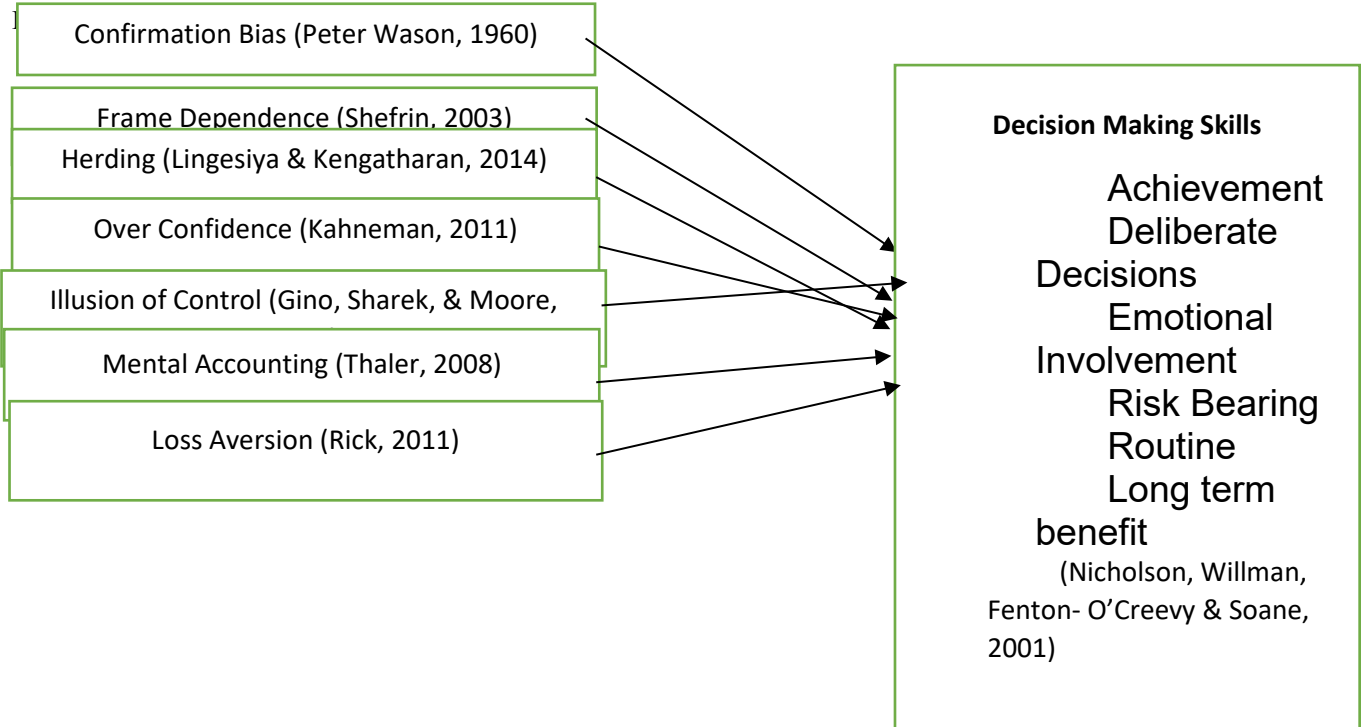 Confirmation Bias (Peter Wason, 1960)
Frame Dependence (Shefrin, 2003)
Herding (Lingesiya & Kengatharan, 2014)
Over Confidence (Kahneman, 2011)
Illusion of Control (Gino, Sharek, & Moore,
Mental Accounting (Thaler, 2008)
Loss Aversion (Rick, 2011)
Decision Making Skills
Achievement
Deliberate
Decisions
Emotional
Involvement
Risk Bearing
Routine
Long term
benefit
(Nicholson, Willman,
Fenton- O’Creevy & Soane,
2001)